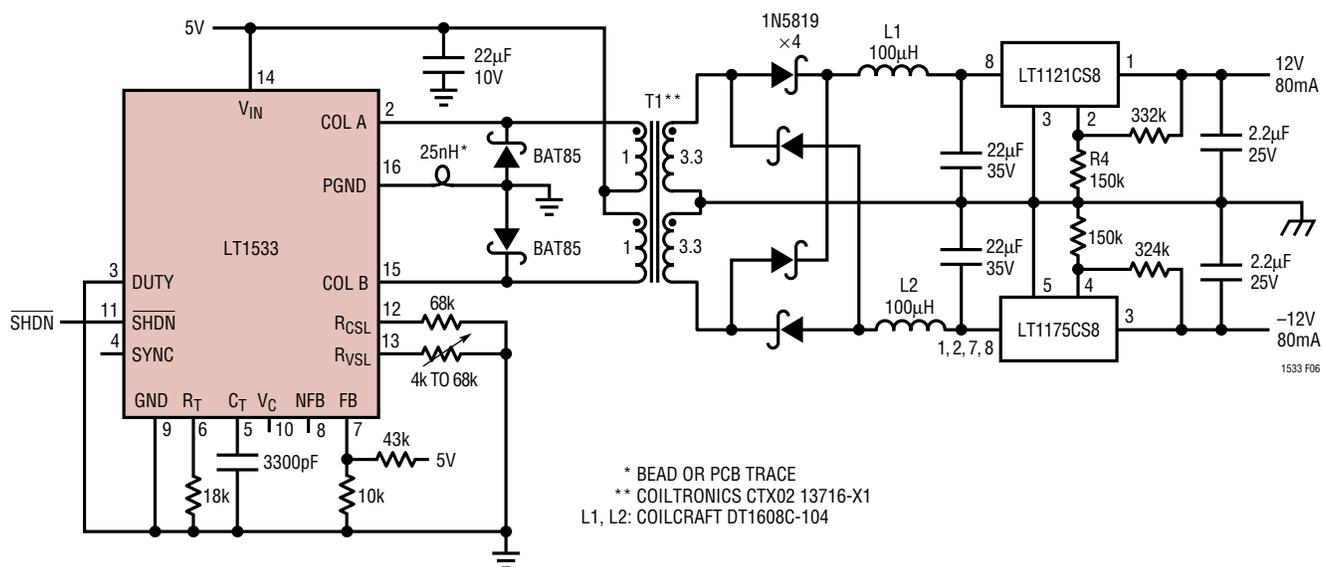 5V
22µF
10V
14
VIN
2
COL A
25nH*
16
PGND
BAT85
LT1533
BAT85
3
DUTY
15
COL B
SHDN
11
SHDN
12
RCSL
68k
4
SYNC
13
RVSL
4k TO 68k
GND
RT
CT
VC
NFB
FB
9
6
5
10
8
7
3300pF
18k
43k
5V
10k
T1**
1
3.3
1
3.3
1N5819
×4
L1
100µH
8
LT1121CS8
1
12V
80mA
3
2
332k
22µF
35V
R4
150k
2.2µF
25V
22µF
35V
150k
324k
2.2µF
25V
L2
100µH
5
4
1, 2, 7, 8
LT1175CS8
3
–12V
80mA
1533 F06
* BEAD OR PCB TRACE
** COILTRONICS CTX02 13716-X1
L1, L2: COILCRAFT DT1608C-104